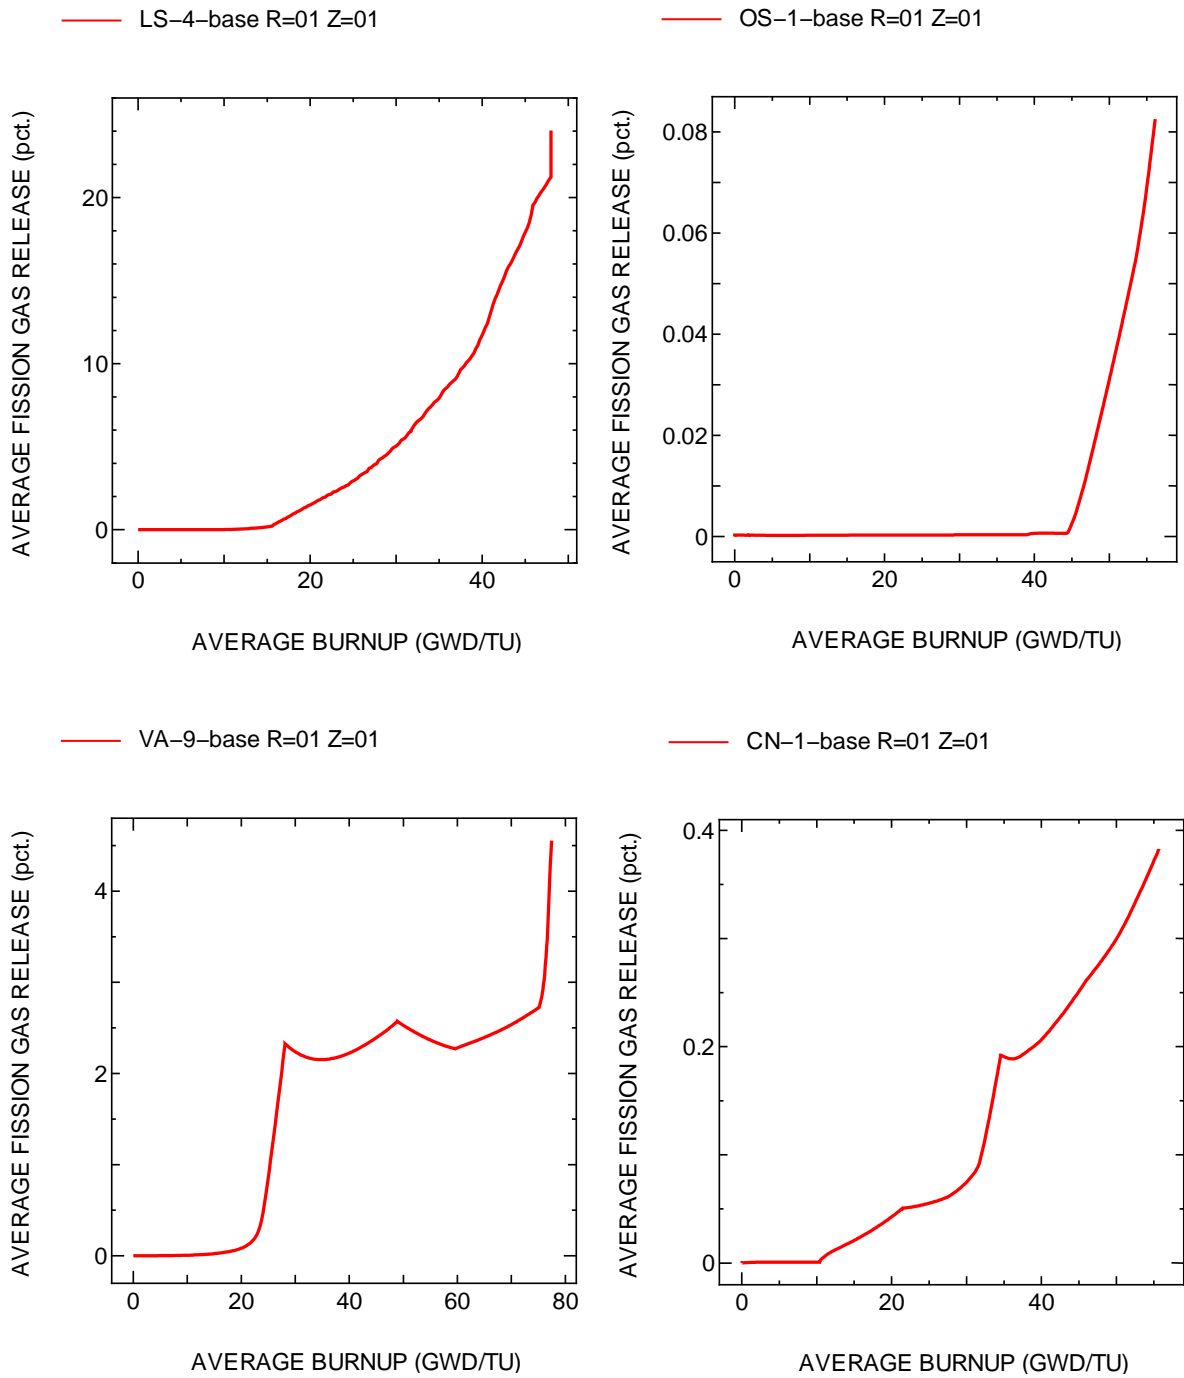 LS−4−base R=01 Z=01
AVERAGE FISSION GAS RELEASE (pct.)
20
10
0
0 20 40
AVERAGE BURNUP (GWD/TU)
OS−1−base R=01 Z=01
AVERAGE FISSION GAS RELEASE (pct.)
0.08
0.06
0.04
0.02
0
0 20 40
AVERAGE BURNUP (GWD/TU)
VA−9−base R=01 Z=01
AVERAGE FISSION GAS RELEASE (pct.)
4
2
0
0 20 40 60 80
AVERAGE BURNUP (GWD/TU)
CN−1−base R=01 Z=01
AVERAGE FISSION GAS RELEASE (pct.)
0.4
0.2
0
0 20 40
AVERAGE BURNUP (GWD/TU)